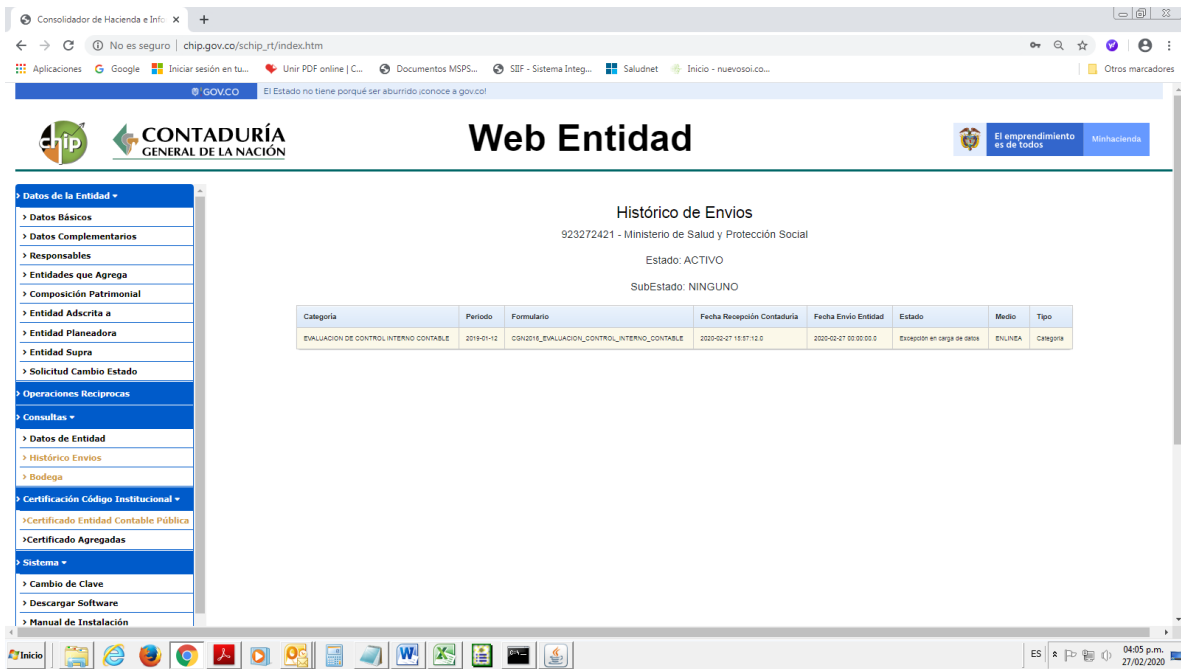 Consolidador de Hacienda e Info
No es seguro | chip.gov.co/schip_rt/index.htm
Aplicaciones Google Iniciar sesión en tu... Unir PDF online | C... Documentos MSPS... SIIF - Sistema Integ... Saludnet Inicio - nuevosoi.co... Otros marcadores
GOV.CO El Estado no tiene porqué ser aburrido ¡conoce a gov.co!
chip CONTADURÍA GENERAL DE LA NACIÓN
Web Entidad
El emprendimiento es de todos Minhacienda
› Datos de la Entidad
› Datos Básicos
› Datos Complementarios
› Responsables
› Entidades que Agrega
› Composición Patrimonial
› Entidad Adscrita a
› Entidad Planeadora
› Entidad Supra
› Solicitud Cambio Estado
› Operaciones Reciprocas
› Consultas
› Datos de Entidad
› Histórico Envios
› Bodega
› Certificación Código Institucional
›Certificado Entidad Contable Pública
›Certificado Agregadas
› Sistema
› Cambio de Clave
› Descargar Software
› Manual de Instalación
Histórico de Envios
923272421 - Ministerio de Salud y Protección Social
Estado: ACTIVO
SubEstado: NINGUNO
Categoria Periodo Formulario Fecha Recepción Contaduria Fecha Envio Entidad Estado Medio Tipo
EVALUACION DE CONTROL INTERNO CONTABLE 2019-01-12 CGN2016_EVALUACION_CONTROL_INTERNO_CONTABLE 2020-02-27 15:57:12.0 2020-02-27 00:00:00.0 Excepción en carga de datos ENLINEA Categoria
Inicio
ES
04:05 p.m.
27/02/2020